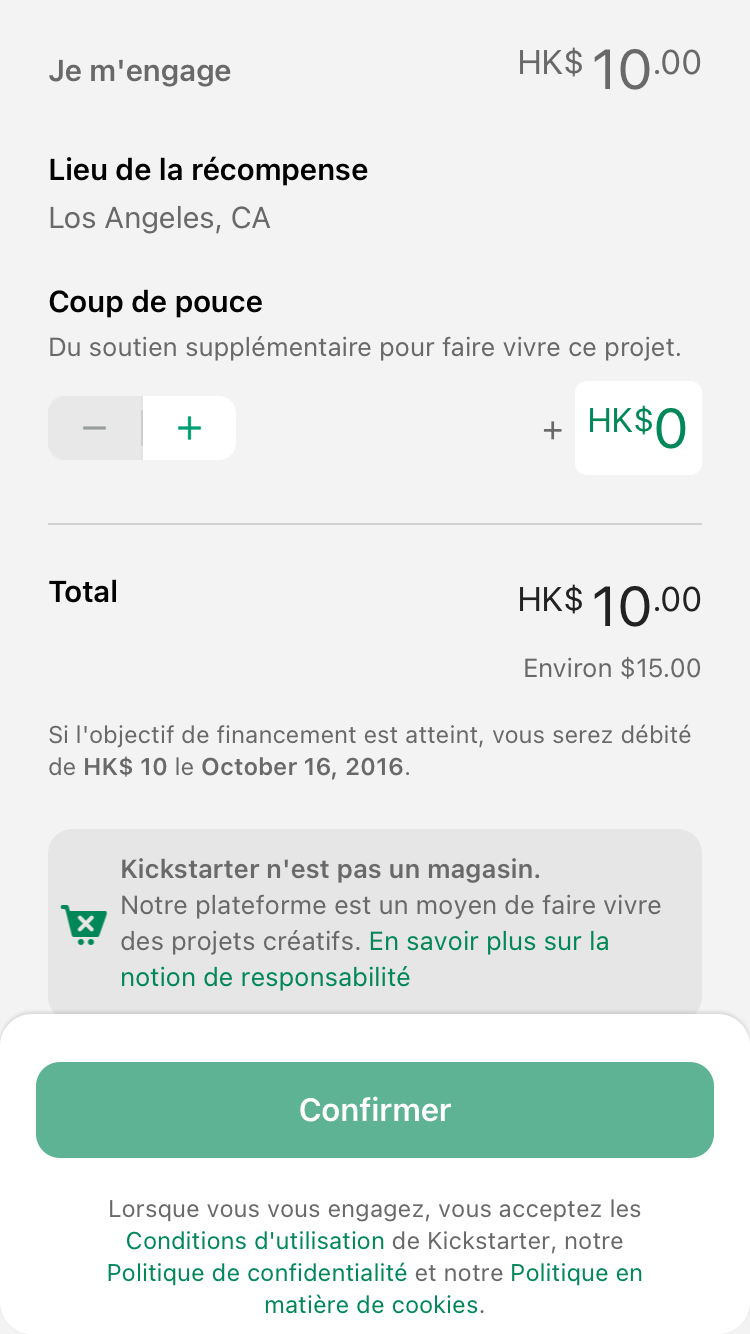 Je m'engage HK$ 10.00
Lieu de la récompense
Los Angeles, CA
Coup de pouce
Du soutien supplémentaire pour faire vivre ce projet.
− + + HK$0
Total HK$ 10.00
Environ $15.00
Si l'objectif de financement est atteint, vous serez débité
de HK$ 10 le October 16, 2016.
Kickstarter n'est pas un magasin.
Notre plateforme est un moyen de faire vivre
des projets créatifs. En savoir plus sur la
notion de responsabilité
Confirmer
Lorsque vous vous engagez, vous acceptez les
Conditions d'utilisation de Kickstarter, notre
Politique de confidentialité et notre Politique en
matière de cookies.